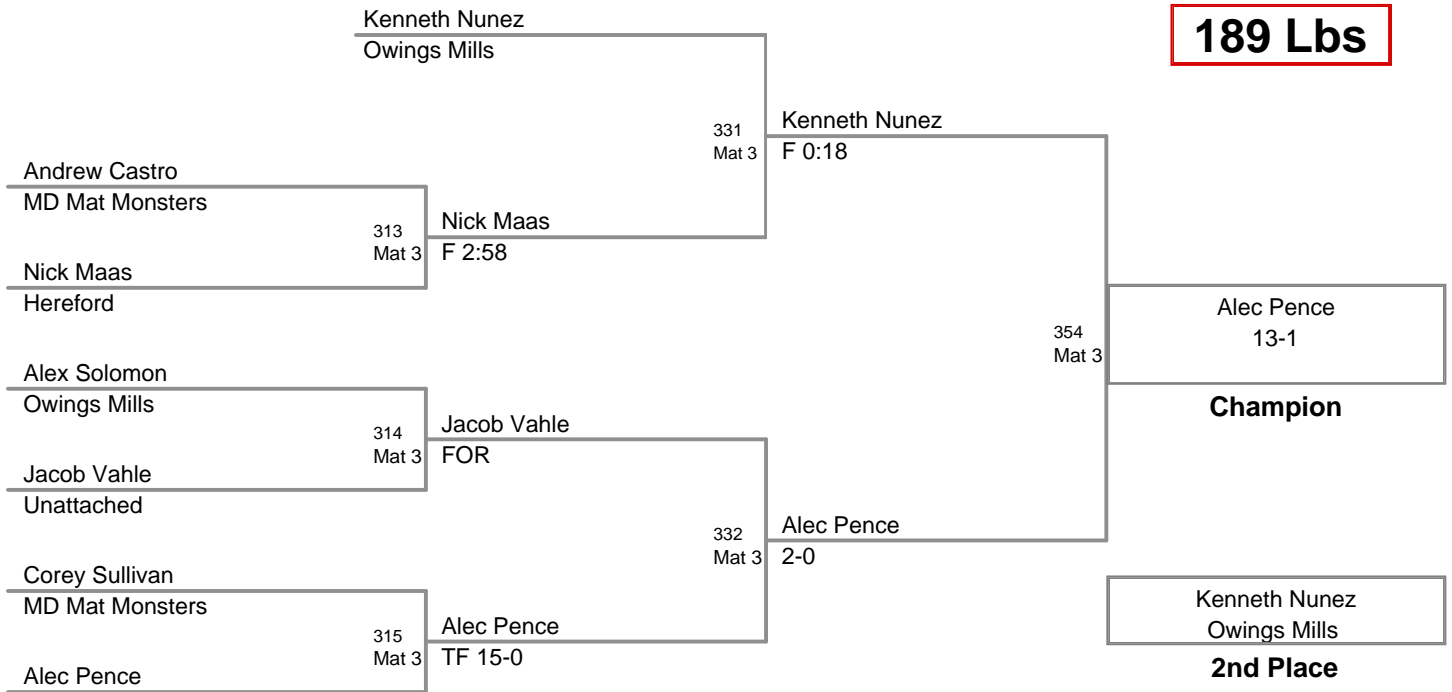 Kenneth Nunez
Owings Mills
189 Lbs
331
Mat 3
Kenneth Nunez
F 0:18
Andrew Castro
MD Mat Monsters
313
Mat 3
Nick Maas
F 2:58
Nick Maas
Hereford
354
Mat 3
Alec Pence
13-1
Champion
Alex Solomon
Owings Mills
314
Mat 3
Jacob Vahle
FOR
Jacob Vahle
Unattached
332
Mat 3
Alec Pence
2-0
Corey Sullivan
MD Mat Monsters
315
Mat 3
Alec Pence
TF 15-0
Alec Pence
Kenneth Nunez
Owings Mills
2nd Place